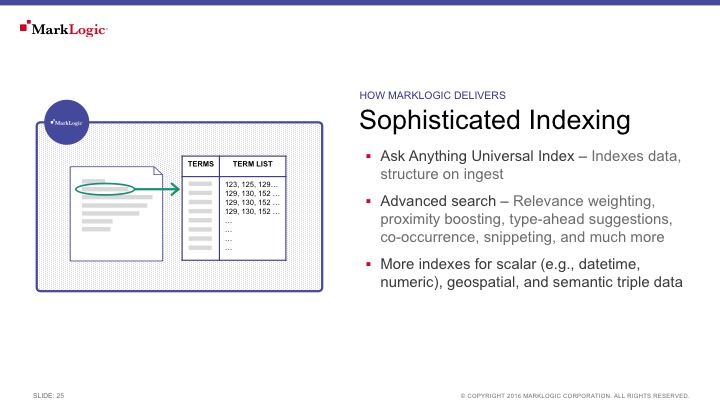 MarkLogic
HOW MARKLOGIC DELIVERS
Sophisticated Indexing
MarkLogic
TERMS TERM LIST
123, 125, 129…
129, 130, 152 …
129, 130, 152 …
129, 130, 152 …
…
…
…
…
▪ Ask Anything Universal Index – Indexes data,
structure on ingest
▪ Advanced search – Relevance weighting,
proximity boosting, type-ahead suggestions,
co-occurrence, snippeting, and much more
▪ More indexes for scalar (e.g., datetime,
numeric), geospatial, and semantic triple data
SLIDE: 25
© COPYRIGHT 2016 MARKLOGIC CORPORATION. ALL RIGHTS RESERVED.